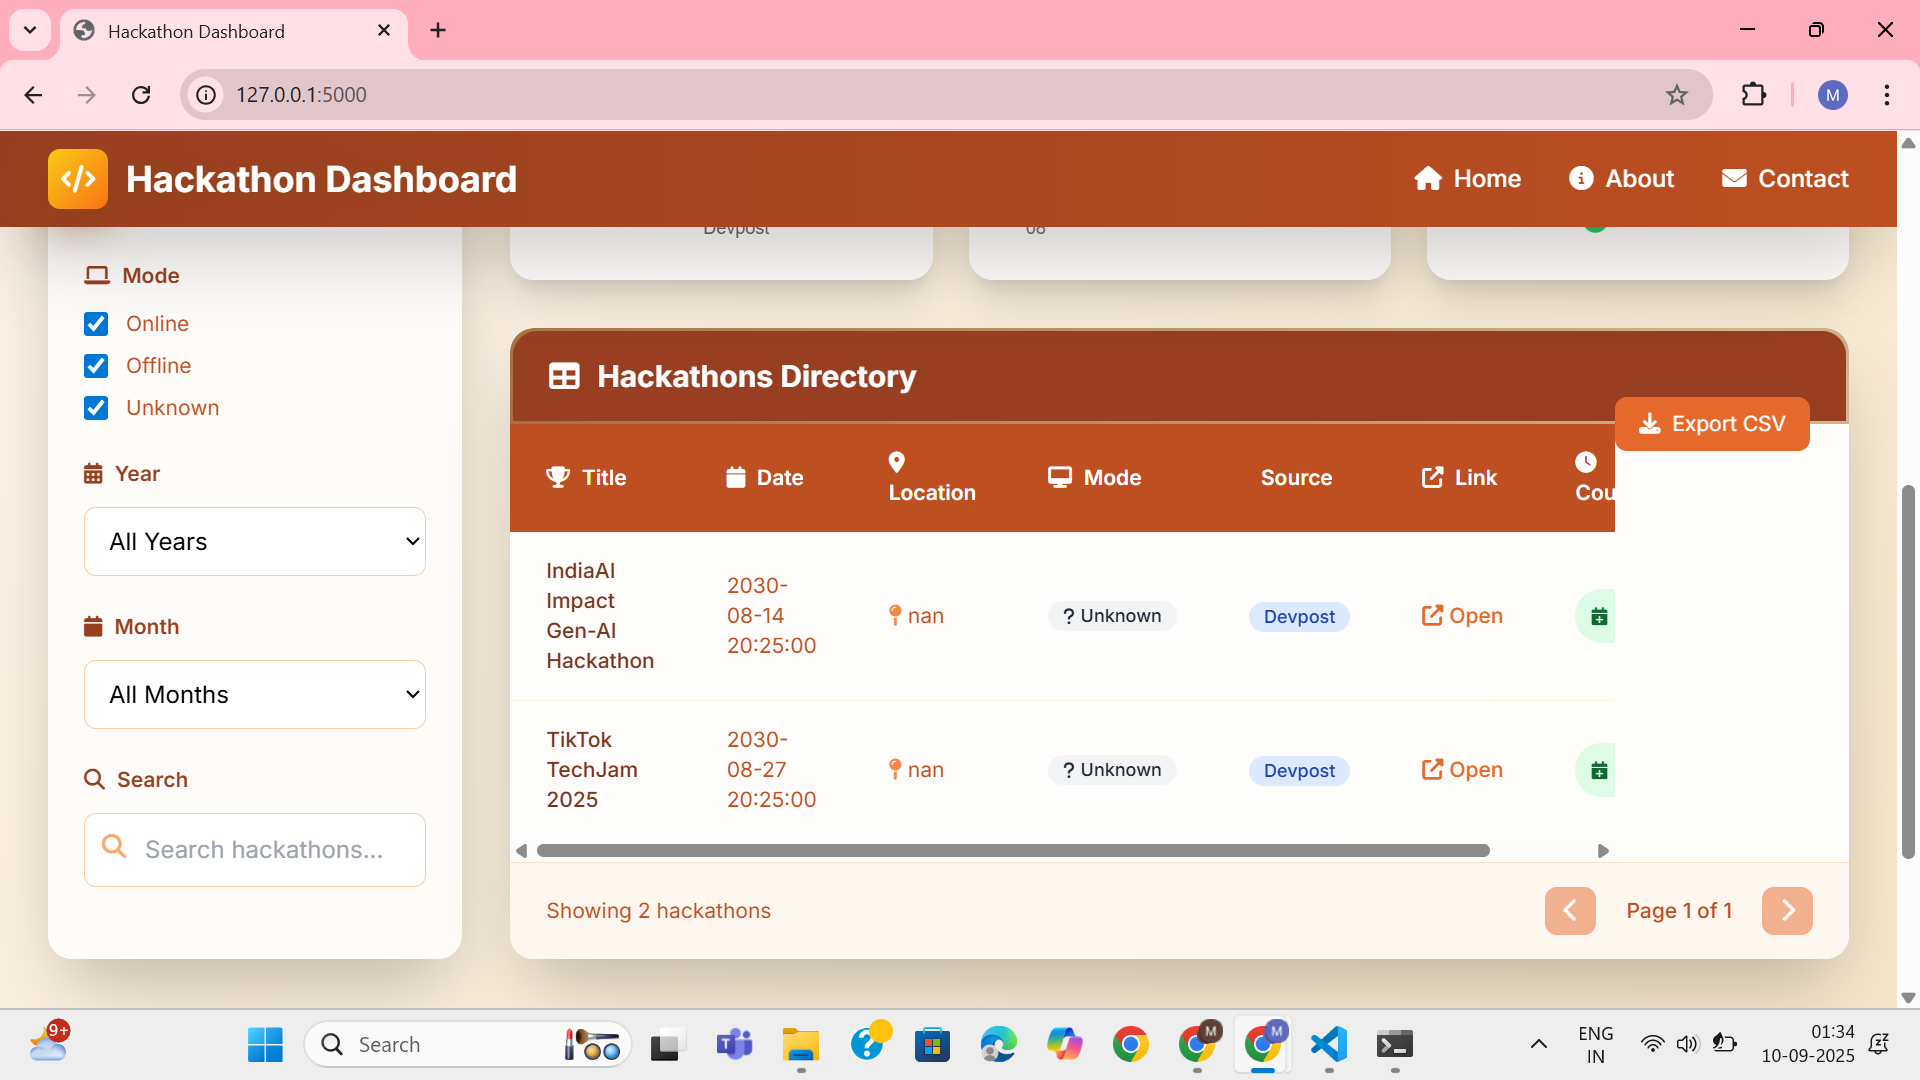 Hackathon Dashboard
127.0.0.1:5000
M
Hackathon Dashboard
Home
About
Contact
Devpost
08
Mode
Online
Offline
Unknown
Year
All Years
Month
All Months
Search
Search hackathons...
Hackathons Directory
Export CSV
Title
Date
Location
Mode
Source
Link
Cou
IndiaAI
Impact
Gen-AI
Hackathon
2030-
08-14
20:25:00
nan
? Unknown
Devpost
Open
TikTok
TechJam
2025
2030-
08-27
20:25:00
nan
? Unknown
Devpost
Open
Showing 2 hackathons
Page 1 of 1
9+
Search
M
M
ENG
IN
01:34
10-09-2025